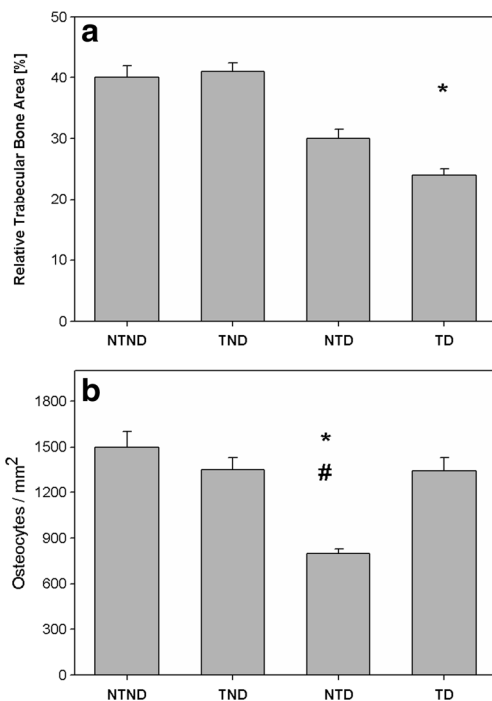 a
Relative Trabecular Bone Area [%]
50
40
30
20
10
0
*
NTND TND NTD TD
b
Osteocytes / mm²
1800
1500
1200
900
600
300
0
*
#
NTND TND NTD TD